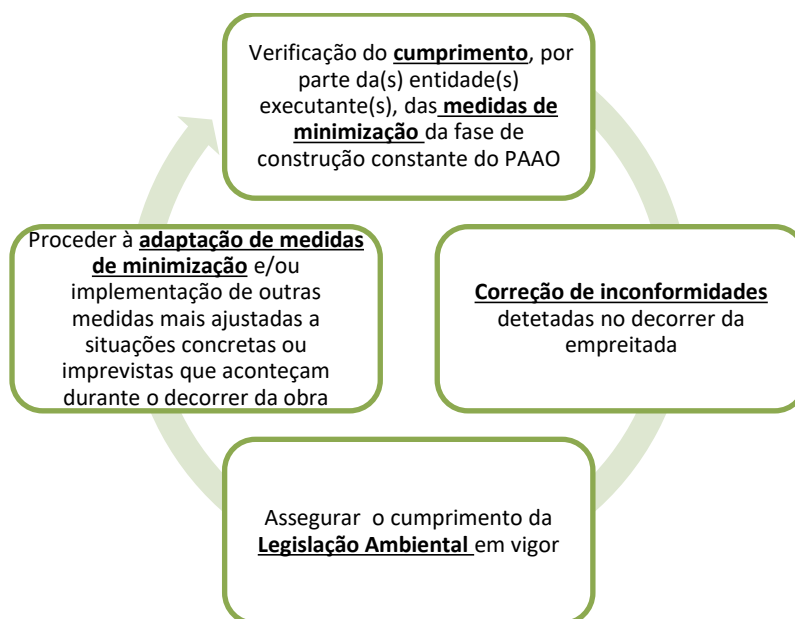 Verificação do cumprimento, por
parte da(s) entidade(s)
executante(s), das medidas de
minimização da fase de
construção constante do PAAO
Correção de inconformidades
detetadas no decorrer da
empreitada
Assegurar o cumprimento da
Legislação Ambiental em vigor
Proceder à adaptação de medidas
de minimização e/ou
implementação de outras
medidas mais ajustadas a
situações concretas ou
imprevistas que aconteçam
durante o decorrer da obra